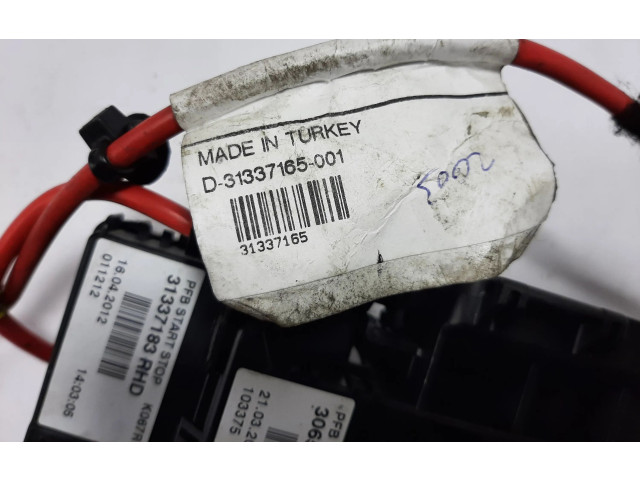 MADE IN TURKEY
D-31337165-001
31337165
PFB START STOP
31337183 RHD
16.04.2012
011212
14:03:05
K067R
-PFB
306
21.03.20
103375